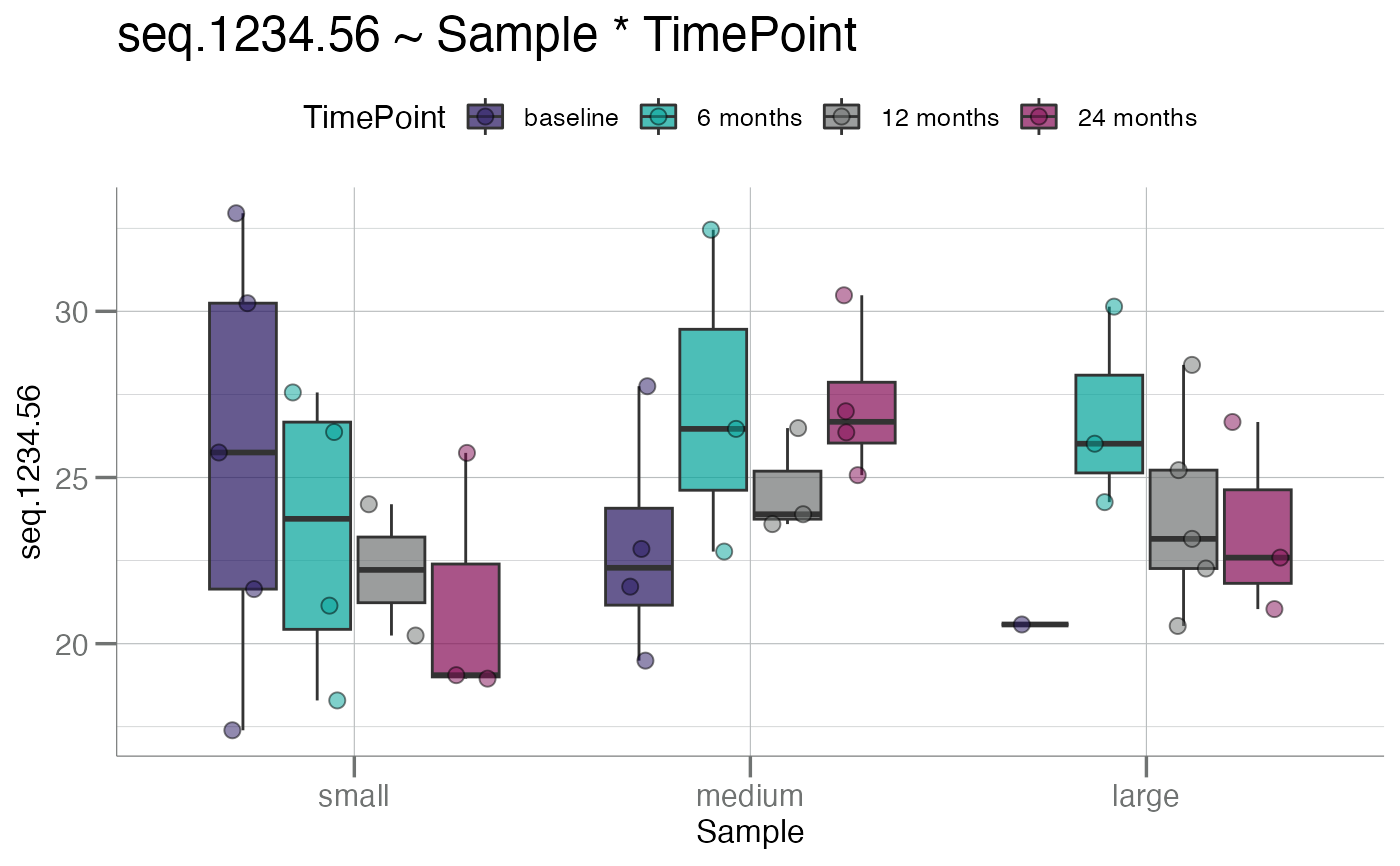 seq.1234.56 ~ Sample * TimePoint
TimePoint baseline 6 months 12 months 24 months
30
25
20
seq.1234.56
small medium large
Sample